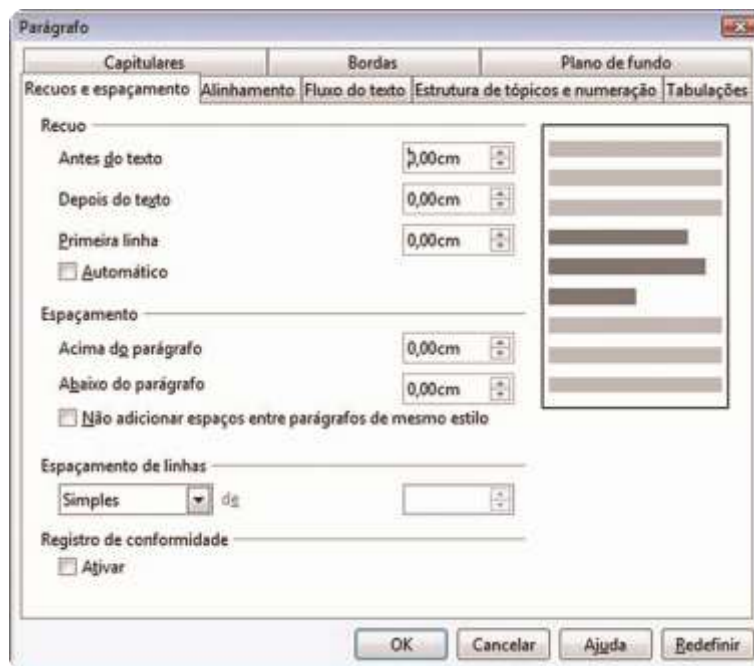 Parágrafo
Capitulares Bordas Plano de fundo
Recuos e espaçamento Alinhamento Fluxo do texto Estrutura de tópicos e numeração Tabulações
Recuo
Antes do texto 0,00cm
Depois do texto 0,00cm
Primeira linha 0,00cm
Automático
Espaçamento
Acima do parágrafo 0,00cm
Abaixo do parágrafo 0,00cm
Não adicionar espaços entre parágrafos de mesmo estilo
Espaçamento de linhas
Simples de
Registro de conformidade
Ativar
OK Cancelar Ajuda Redefinir